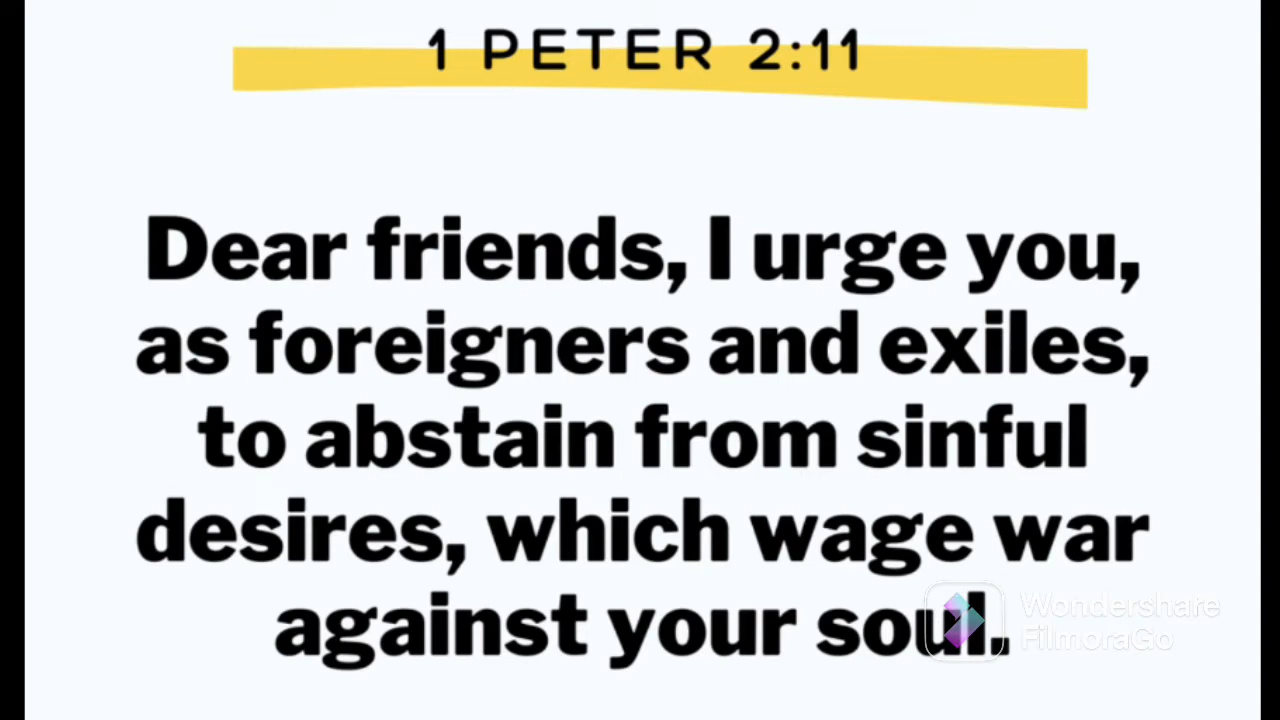 1 PETER 2:11
Dear friends, I urge you,
as foreigners and exiles,
to abstain from sinful
desires, which wage war
against your soul.
Wondershare
FilmoraGo